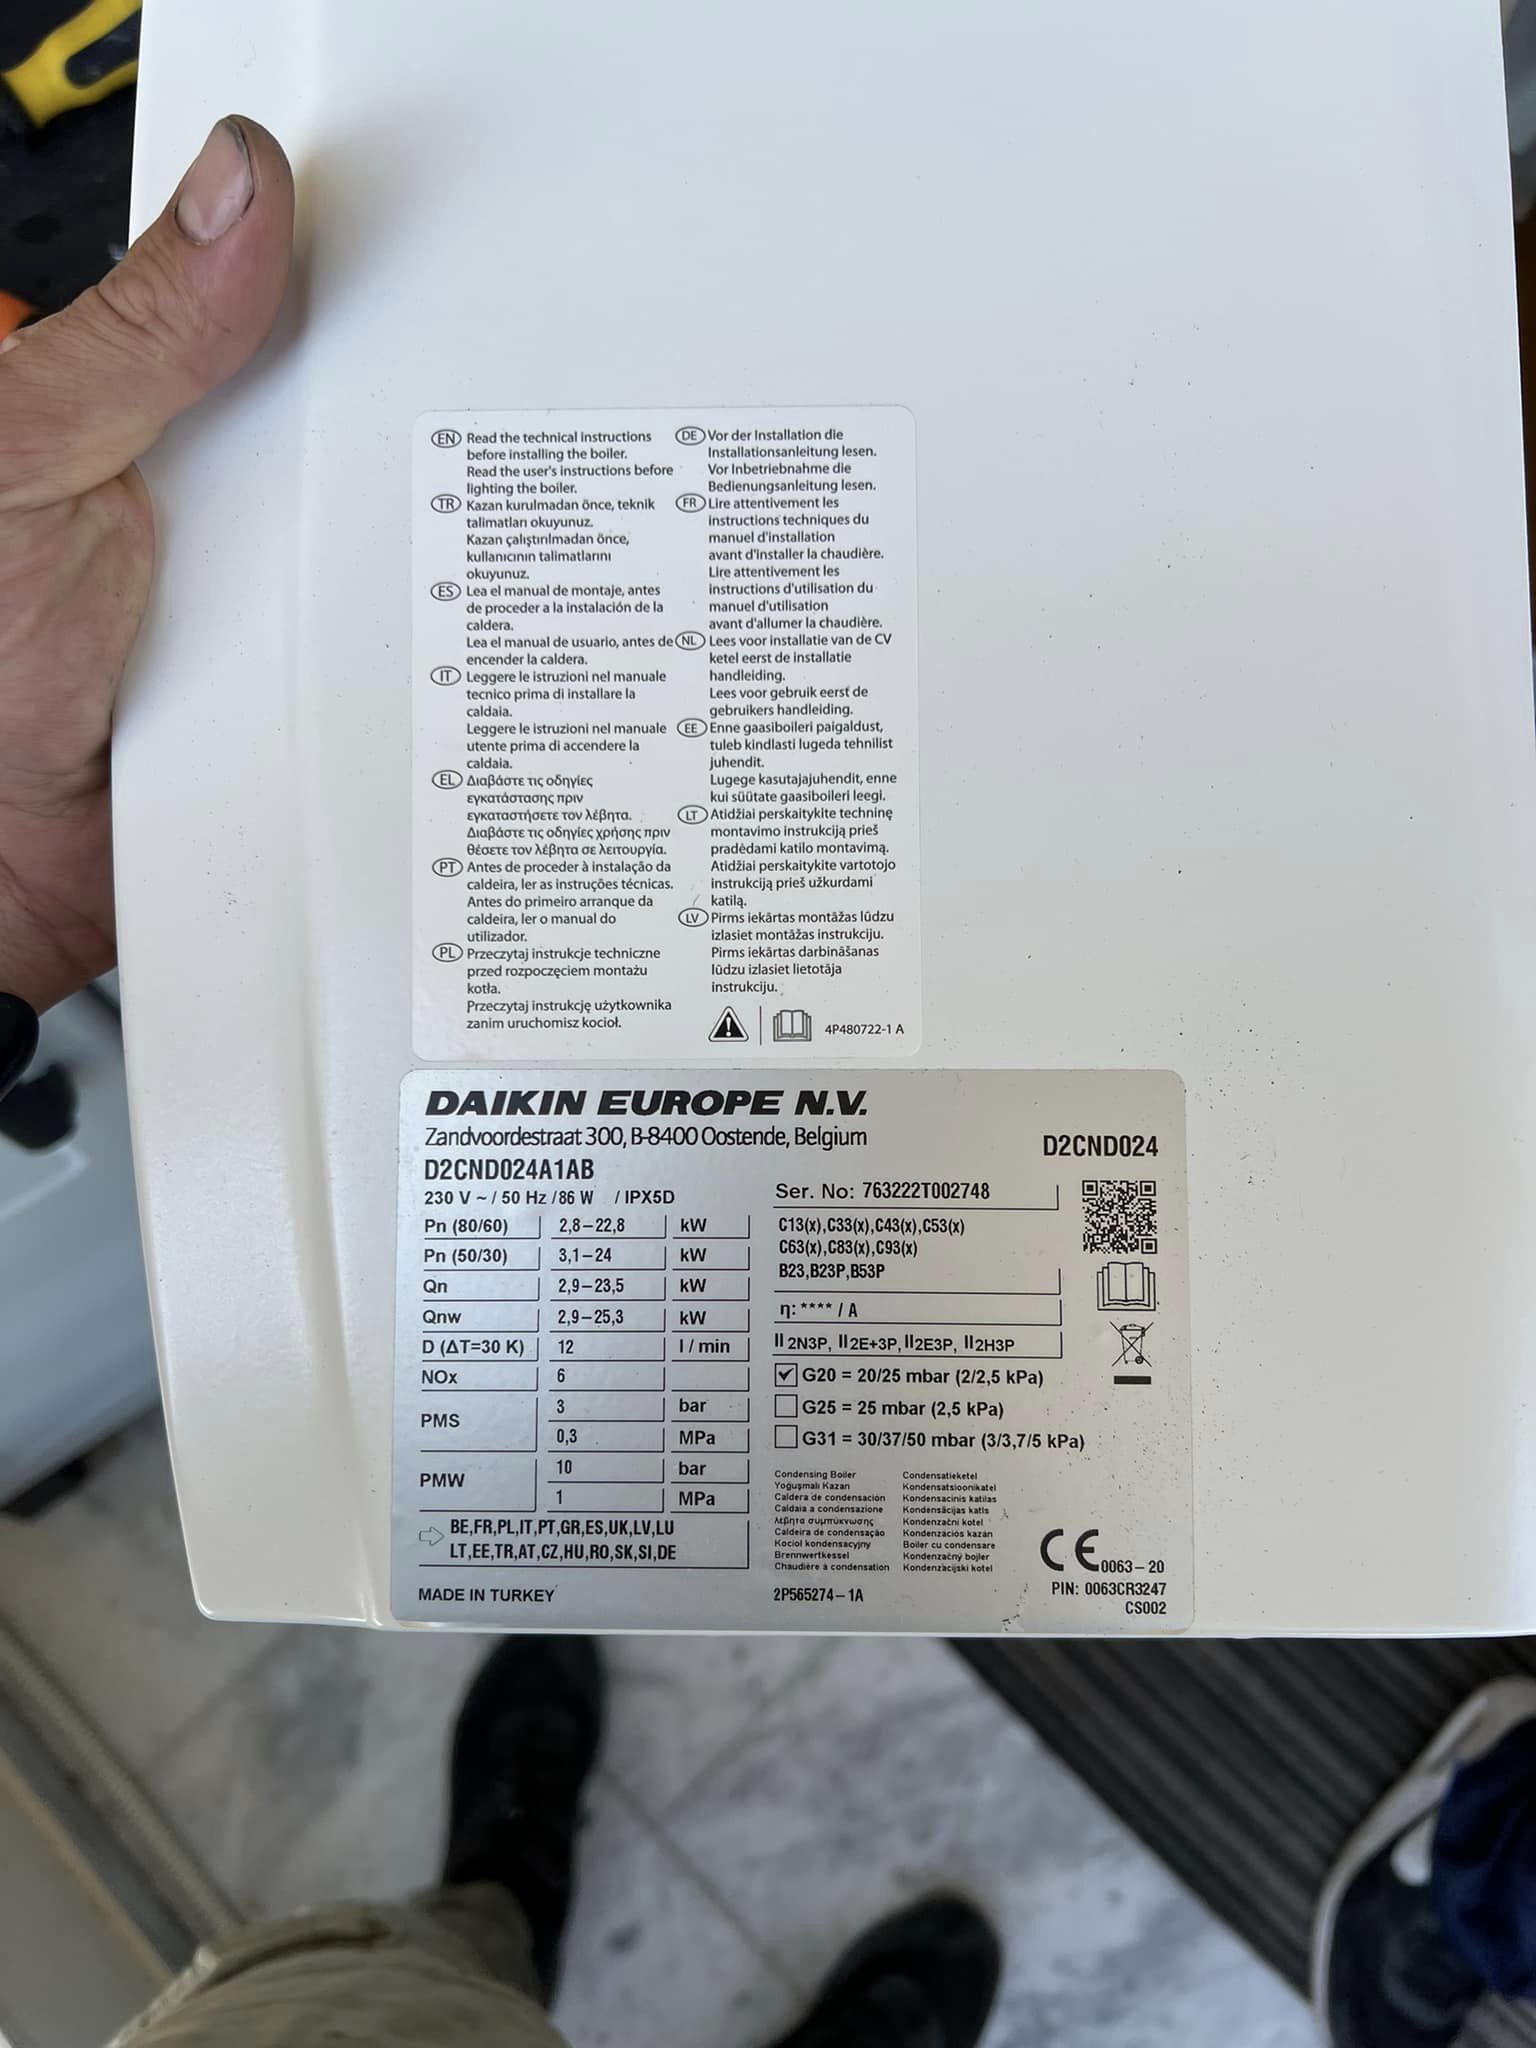 EN Read the technical instructions
before installing the boiler.
Read the user's instructions before
lighting the boiler.
TR Kazan kurulmadan önce, teknik
talimatları okuyunuz.
Kazan çalıştırılmadan önce,
kullanıcının talimatlarını
okuyunuz.
ES Lea el manual de montaje, antes
de proceder a la instalación de la
caldera.
Lea el manual de usuario, antes de
encender la caldera.
IT Leggere le istruzioni nel manuale
tecnico prima di installare la
caldaia.
Leggere le istruzioni nel manuale
utente prima di accendere la
caldaia.
EL Διαβάστε τις οδηγίες
εγκατάστασης πριν
εγκαταστήσετε τον λέβητα.
Διαβάστε τις οδηγίες χρήσης πριν
θέσετε τον λέβητα σε λειτουργία.
PT Antes de proceder à instalação da
caldeira, ler as instruções técnicas.
Antes do primeiro arranque da
caldeira, ler o manual do
utilizador.
PL Przeczytaj instrukcje techniczne
przed rozpoczęciem montażu
kotła.
Przeczytaj instrukcję użytkownika
zanim uruchomisz kocioł.
DE Vor der Installation die
Installationsanleitung lesen.
Vor Inbetriebnahme die
Bedienungsanleitung lesen.
FR Lire attentivement les
instructions techniques du
manuel d'installation
avant d'installer la chaudière.
Lire attentivement les
instructions d'utilisation du
manuel d'utilisation
avant d'allumer la chaudière.
NL Lees voor installatie van de CV
ketel eerst de installatie
handleiding.
Lees voor gebruik eerst de
gebruikers handleiding.
EE Enne gaasiboileri paigaldust,
tuleb kindlasti lugeda tehnilist
juhendit.
Lugege kasutajajuhendit, enne
kui süütate gaasiboileri leegi.
LT Atidžiai perskaitykite techninę
montavimo instrukciją prieš
pradėdami katilo montavimą.
Atidžiai perskaitykite vartotojo
instrukciją prieš užkurdami
katilą.
LV Pirms iekārtas montāžas lūdzu
izlasiet montāžas instrukciju.
Pirms iekārtas darbināšanas
lūdzu izlasiet lietotāja
instrukciju.
4P480722-1 A
DAIKIN EUROPE N.V.
Zandvoordestraat 300, B-8400 Oostende, Belgium
D2CND024
D2CND024A1AB
230 V ~ / 50 Hz / 86 W / IPX5D
Pn (80/60) 2,8–22,8 kW
Pn (50/30) 3,1–24 kW
Qn 2,9–23,5 kW
Qnw 2,9–25,3 kW
D (ΔT=30 K) 12 l / min
NOx 6
PMS 3 bar
0,3 MPa
PMW 10 bar
1 MPa
BE,FR,PL,IT,PT,GR,ES,UK,LV,LU
LT,EE,TR,AT,CZ,HU,RO,SK,SI,DE
MADE IN TURKEY
Ser. No: 763222T002748
C13(x),C33(x),C43(x),C53(x)
C63(x),C83(x),C93(x)
B23,B23P,B53P
η: **** / A
II 2N3P, II 2E+3P, II 2E3P, II 2H3P
G20 = 20/25 mbar (2/2,5 kPa)
G25 = 25 mbar (2,5 kPa)
G31 = 30/37/50 mbar (3/3,7/5 kPa)
Condensing Boiler
Yoğuşmalı Kazan
Caldera de condensación
Caldaia a condensazione
λέβητα συμπύκνωσης
Caldeira de condensação
Kocioł kondensacyjny
Brennwertkessel
Chaudière à condensation
Condensatieketel
Kondensatsioonikatel
Kondensacinis katilas
Kondensācijas katls
Kondenzační kotel
Kondenzációs kazán
Boiler cu condensare
Kondenzačný bojler
Kondenzacijski kotel
2P565274–1A
CE 0063–20
PIN: 0063CR3247
CS002